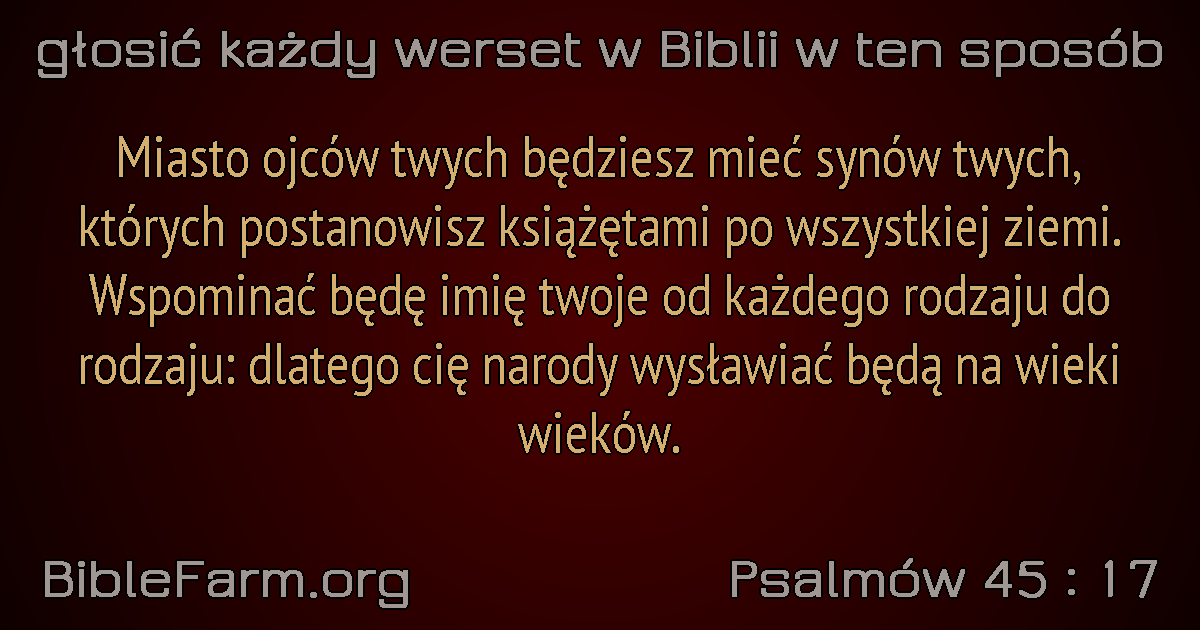 głosić każdy werset w Biblii w ten sposób
Miasto ojców twych będziesz mieć synów twych,
których postanowisz książętami po wszystkiej ziemi.
Wspominać będę imię twoje od każdego rodzaju do
rodzaju: dlatego cię narody wysławiać będą na wieki
wieków.
BibleFarm.org
Psalmów 45 : 17